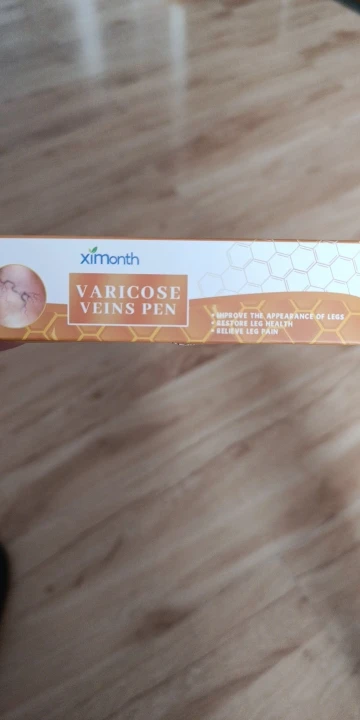 xiMonth
VARICOSE
VEINS PEN
• IMPROVE THE APPEARANCE OF LEGS
• RESTORE LEG HEALTH
• RELIEVE LEG PAIN